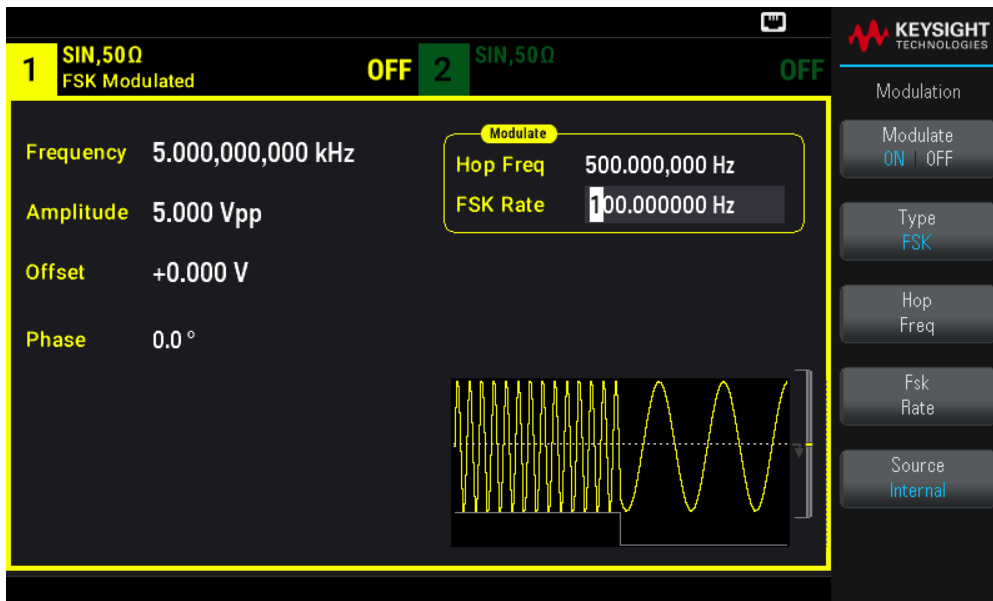 KEYSIGHT
TECHNOLOGIES
1
SIN,50Ω
FSK Modulated
OFF
2
SIN,50Ω
OFF
Modulation
Frequency 5.000,000,000 kHz
Amplitude 5.000 Vpp
Offset +0.000 V
Phase 0.0 °
Modulate
Hop Freq 500.000,000 Hz
FSK Rate 100.000000 Hz
Modulate
ON | OFF
Type
FSK
Hop
Freq
Fsk
Rate
Source
Internal